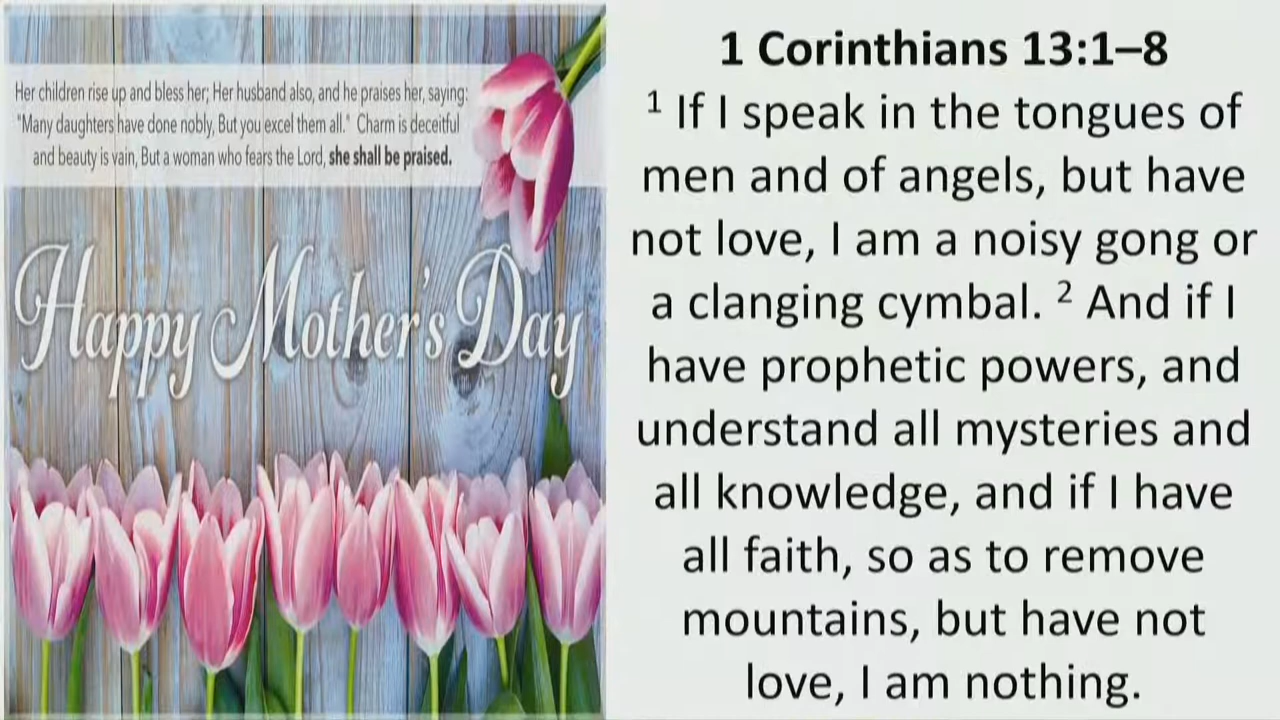 Her children rise up and bless her; Her husband also, and he praises her, saying:
"Many daughters have done nobly, But you excel them all." Charm is deceitful
and beauty is vain, But a woman who fears the Lord, she shall be praised.
Happy Mother's Day
1 Corinthians 13:1–8
1 If I speak in the tongues of
men and of angels, but have
not love, I am a noisy gong or
a clanging cymbal. 2 And if I
have prophetic powers, and
understand all mysteries and
all knowledge, and if I have
all faith, so as to remove
mountains, but have not
love, I am nothing.